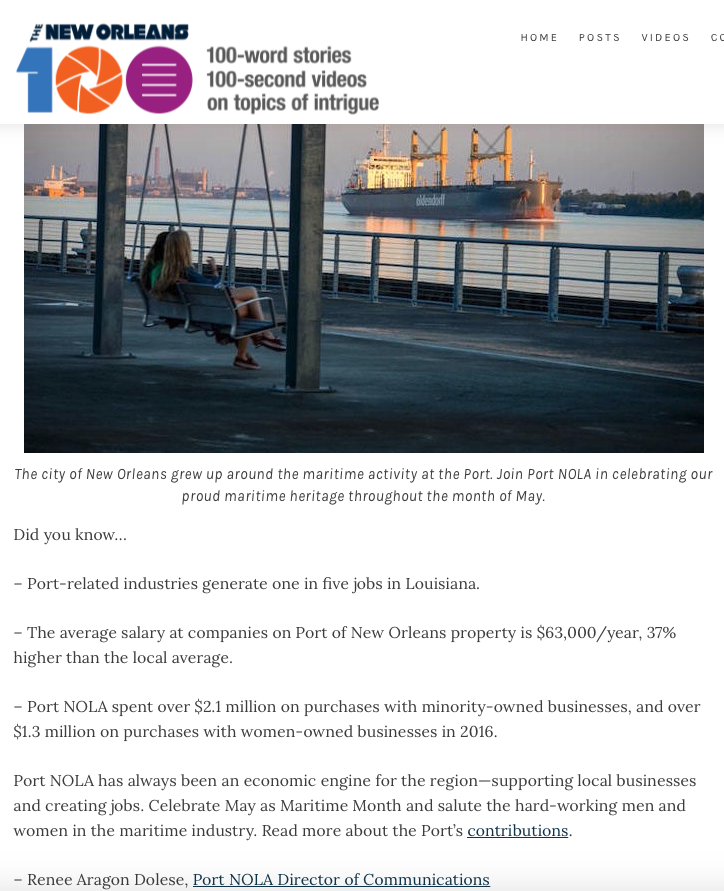 THE NEW ORLEANS
100
100-word stories
100-second videos
on topics of intrigue
HOME POSTS VIDEOS
oldendorff
The city of New Orleans grew up around the maritime activity at the Port. Join Port NOLA in celebrating our
proud maritime heritage throughout the month of May.
Did you know…
– Port-related industries generate one in five jobs in Louisiana.
– The average salary at companies on Port of New Orleans property is $63,000/year, 37%
higher than the local average.
– Port NOLA spent over $2.1 million on purchases with minority-owned businesses, and over
$1.3 million on purchases with women-owned businesses in 2016.
Port NOLA has always been an economic engine for the region—supporting local businesses
and creating jobs. Celebrate May as Maritime Month and salute the hard-working men and
women in the maritime industry. Read more about the Port’s contributions.
– Renee Aragon Dolese, Port NOLA Director of Communications